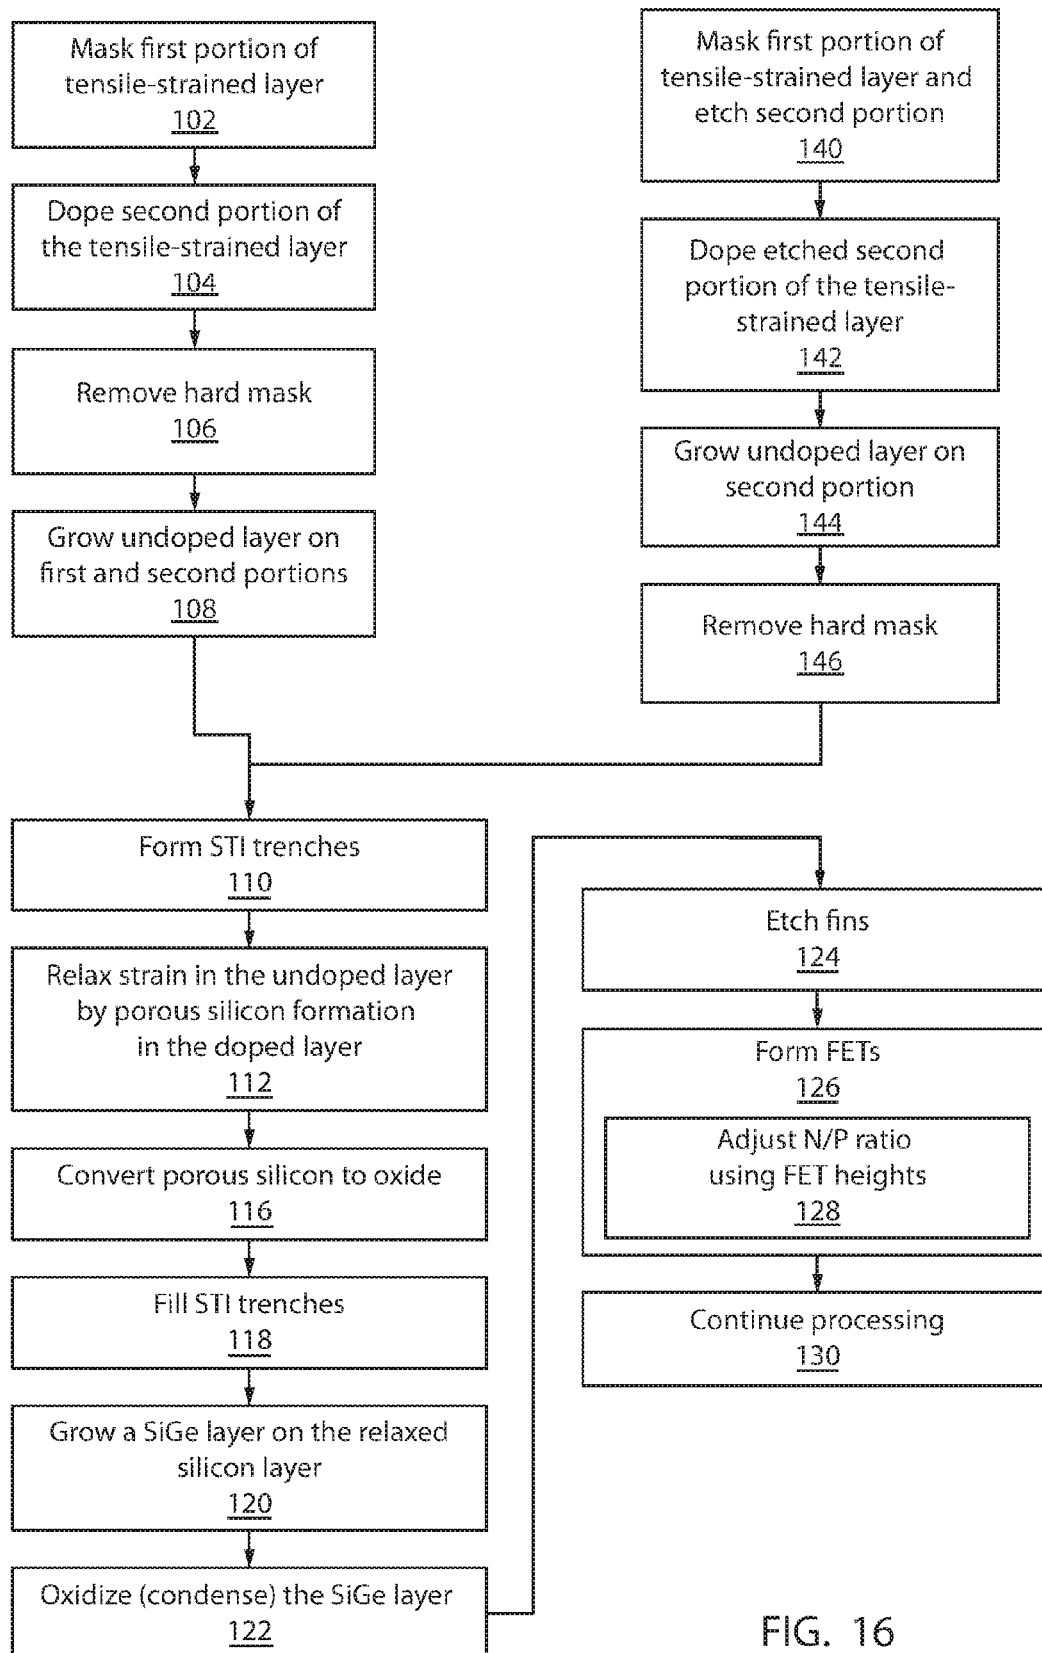 Mask first portion of
tensile-strained layer
102
Dope second portion of
the tensile-strained layer
104
Remove hard mask
106
Grow undoped layer on
first and second portions
108
Mask first portion of
tensile-strained layer and
etch second portion
140
Dope etched second
portion of the tensile-
strained layer
142
Grow undoped layer on
second portion
144
Remove hard mask
146
Form STI trenches
110
Relax strain in the undoped layer
by porous silicon formation
in the doped layer
112
Convert porous silicon to oxide
116
Fill STI trenches
118
Grow a SiGe layer on the relaxed
silicon layer
120
Oxidize (condense) the SiGe layer
122
Etch fins
124
Form FETs
126
Adjust N/P ratio
using FET heights
128
Continue processing
130
FIG. 16